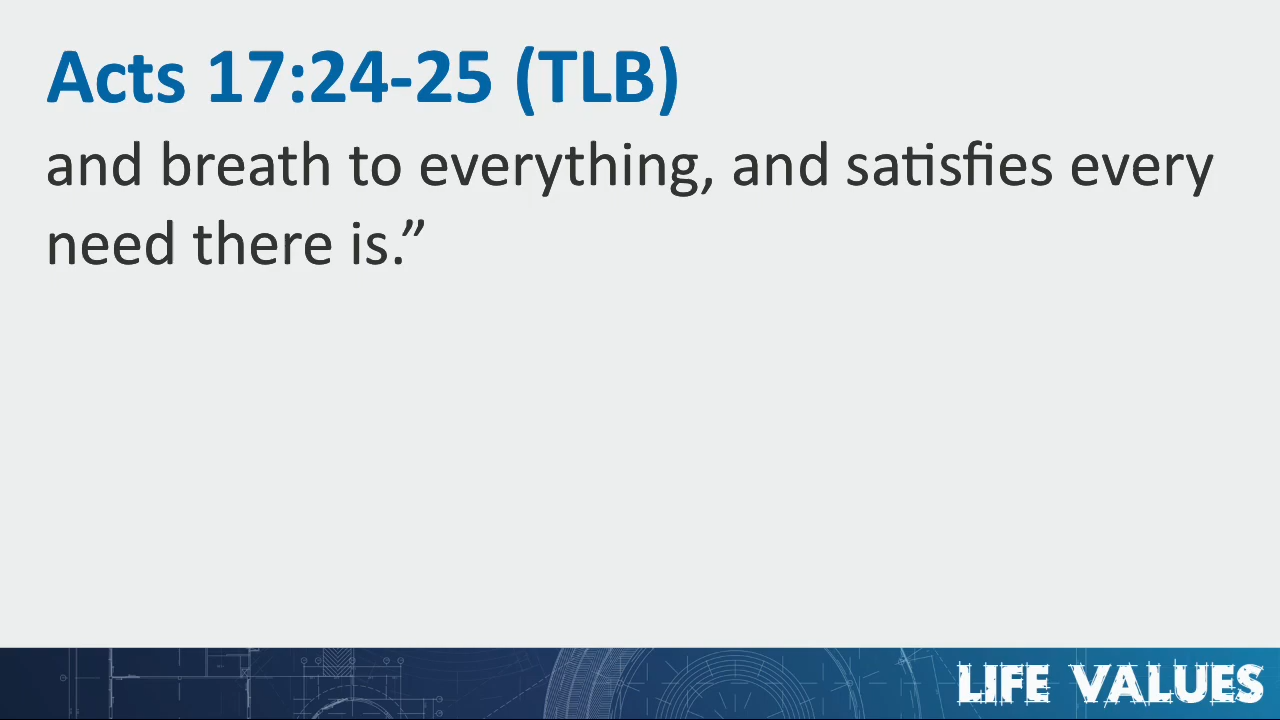 Acts 17:24-25 (TLB)
and breath to everything, and satisfies every
need there is.”
LIFE VALUES